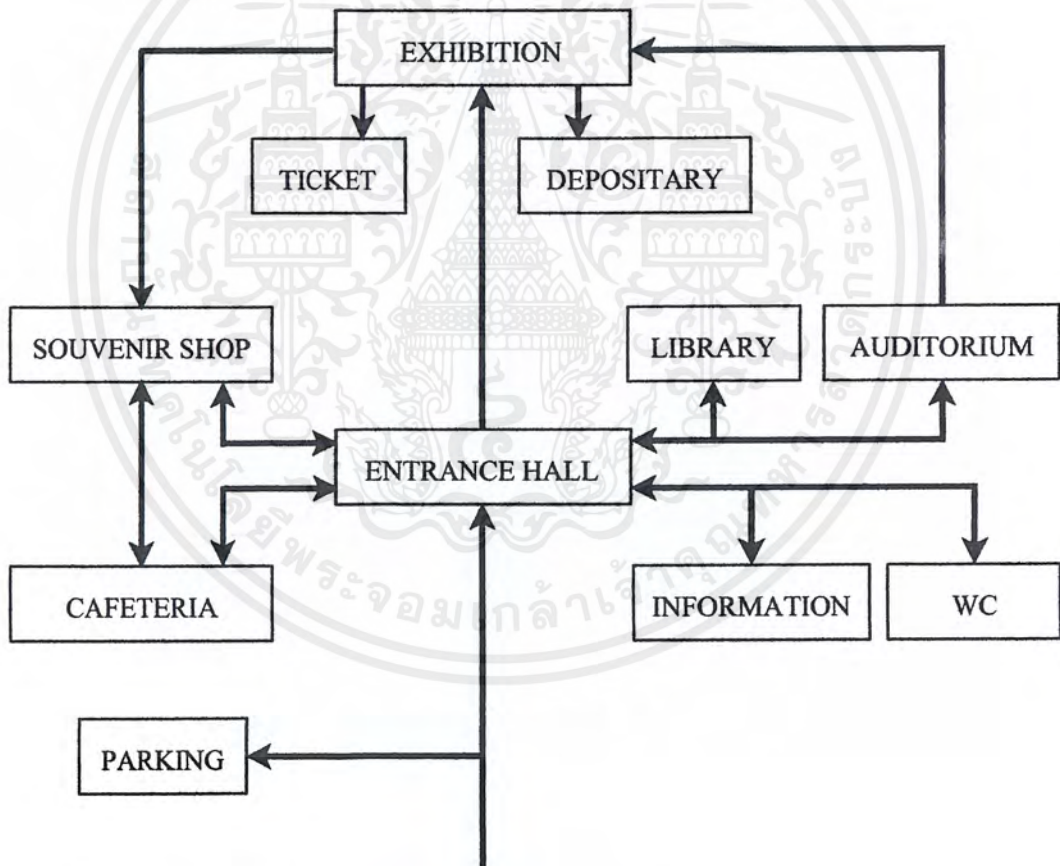 EXHIBITION
TICKET
DEPOSITARY
SOUVENIR SHOP
LIBRARY
AUDITORIUM
ENTRANCE HALL
CAFETERIA
INFORMATION
WC
PARKING